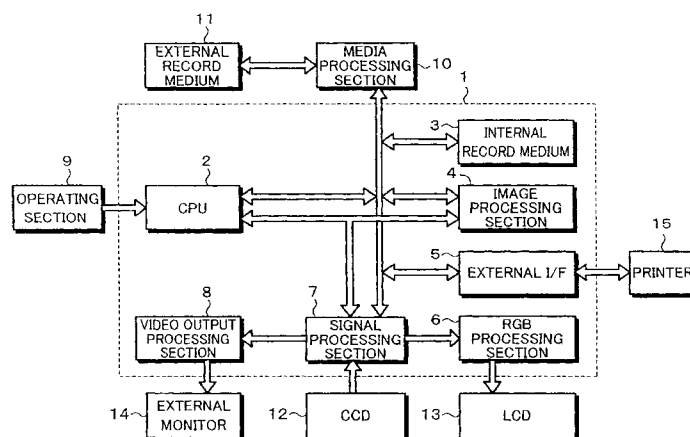 11
EXTERNAL
RECORD
MEDIUM
MEDIA
PROCESSING
SECTION
10
1
3
INTERNAL
RECORD MEDIUM
9
OPERATING
SECTION
2
CPU
4
IMAGE
PROCESSING
SECTION
5
EXTERNAL I/F
15
PRINTER
8
VIDEO OUTPUT
PROCESSING
SECTION
7
SIGNAL
PROCESSING
SECTION
6
RGB
PROCESSING
SECTION
14
EXTERNAL
MONITOR
12
CCD
13
LCD